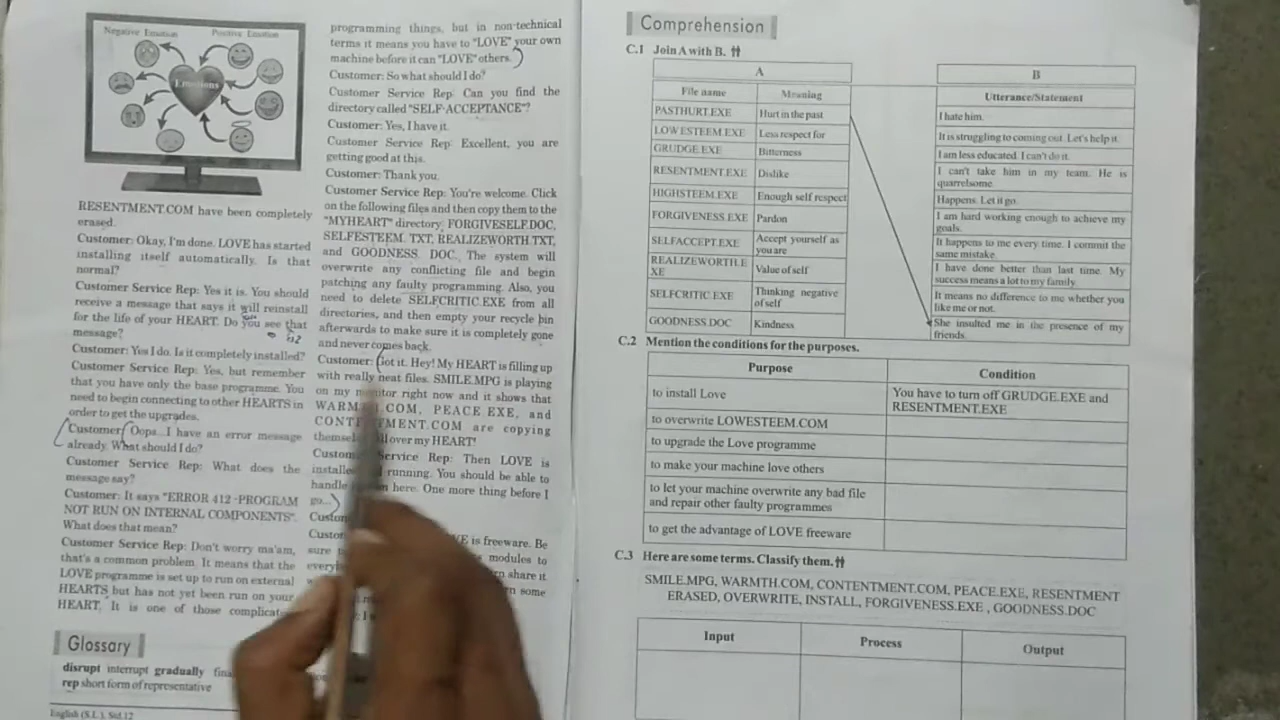 Negative Emotion Positive Emotion
Emotions
RESENTMENT.COM have been completely
erased.
Customer: Okay, I'm done. LOVE has started
installing itself automatically. Is that
normal?
Customer Service Rep: Yes it is. You should
receive a message that says it will reinstall
for the life of your HEART. Do you see that
message?
Customer: Yes I do. Is it completely installed?
Customer Service Rep: Yes, but remember
that you have only the base programme. You
need to begin connecting to other HEARTS in
order to get the upgrades.
Customer: Oops...I have an error message
already. What should I do?
Customer Service Rep: What does the
message say?
Customer: It says "ERROR 412 -PROGRAM
NOT RUN ON INTERNAL COMPONENTS".
What does that mean?
Customer Service Rep: Don't worry ma'am,
that's a common problem. It means that the
LOVE programme is set up to run on external
HEARTS but has not yet been run on your
HEART. It is one of those
Glossary
disrupt interrupt gradually
rep short form of representative
English (S.L.), Std.12
programming things, but in non-technical
terms it means you have to "LOVE" your own
machine before it can "LOVE" others.
Customer: So what should I do?
Customer Service Rep: Can you find the
directory called "SELF-ACCEPTANCE"?
Customer: Yes, I have it.
Customer Service Rep: Excellent, you are
getting good at this.
Customer: Thank you.
Customer Service Rep: You're welcome. Click
on the following files and then copy them to the
"MYHEART" directory: FORGIVESELF.DOC,
SELFESTEEM. TXT, REALIZEWORTH.TXT,
and GOODNESS. DOC. The system will
overwrite any conflicting file and begin
patching any faulty programming. Also, you
need to delete SELFCRITIC.EXE from all
directories, and then empty your recycle bin
afterwards to make sure it is completely gone
and never comes back.
Customer: Got it. Hey! My HEART is filling up
with really neat files. SMILE.MPG is playing
on my monitor right now and it shows that
PEACE EXE, and
are copying
over my HEART!
Service Rep: Then LOVE is
running. You should be able to
handle here. One more thing before I
go...
is freeware. Be
modules to
share it
some
Comprehension
C.1 Join A with B.
A
File name Meaning
PASTHURT.EXE Hurt in the past
LOWESTEEM.EXE Less respect for
GRUDGE.EXE Bitterness
RESENTMENT.EXE Dislike
HIGHSTEEM.EXE Enough self respect
FORGIVENESS.EXE Pardon
SELFACCEPT.EXE Accept yourself as
you are
REALIZEWORTH.E
XE Value of self
SELFCRITIC.EXE Thinking negative
of self
GOODNESS.DOC Kindness
B
Utterance/Statement
I hate him.
It is struggling to coming out. Let's help it.
I am less educated. I can't do it.
I can't take him in my team. He is
quarrelsome.
Happens. Let it go.
I am hard working enough to achieve my
goals.
It happens to me every time. I commit the
same mistake.
I have done better than last time. My
success means a lot to my family.
It means no difference to me whether you
like me or not.
She insulted me in the presence of my
friends.
C.2 Mention the conditions for the purposes.
Purpose Condition
to install Love You have to turn off GRUDGE.EXE and
RESENTMENT.EXE
to overwrite LOWESTEEM.COM
to upgrade the Love programme
to make your machine love others
to let your machine overwrite any bad file
and repair other faulty programmes
to get the advantage of LOVE freeware
C.3 Here are some terms. Classify them.
SMILE.MPG, WARMTH.COM, CONTENTMENT.COM, PEACE.EXE, RESENTMENT
ERASED, OVERWRITE, INSTALL, FORGIVENESS.EXE , GOODNESS.DOC
Input Process Output